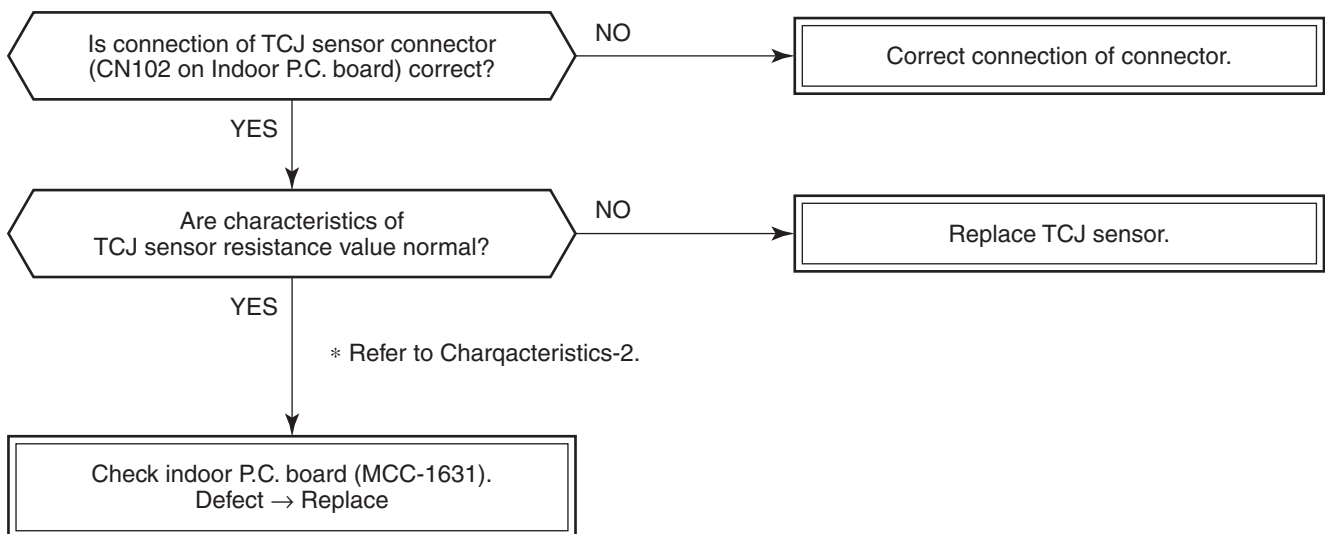 Is connection of TCJ sensor connector
(CN102 on Indoor P.C. board) correct?
NO
Correct connection of connector.
YES
Are characteristics of
TCJ sensor resistance value normal?
NO
Replace TCJ sensor.
YES
* Refer to Charqacteristics-2.
Check indoor P.C. board (MCC-1631).
Defect → Replace